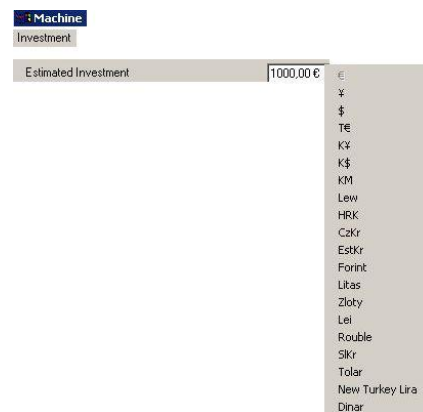 Machine
Investment
Estimated Investment 1000,00 €
€
¥
$
T€
K¥
K$
KM
Lew
HRK
CzKr
EstKr
Forint
Litas
Zloty
Lei
Rouble
SlKr
Tolar
New Turkey Lira
Dinar